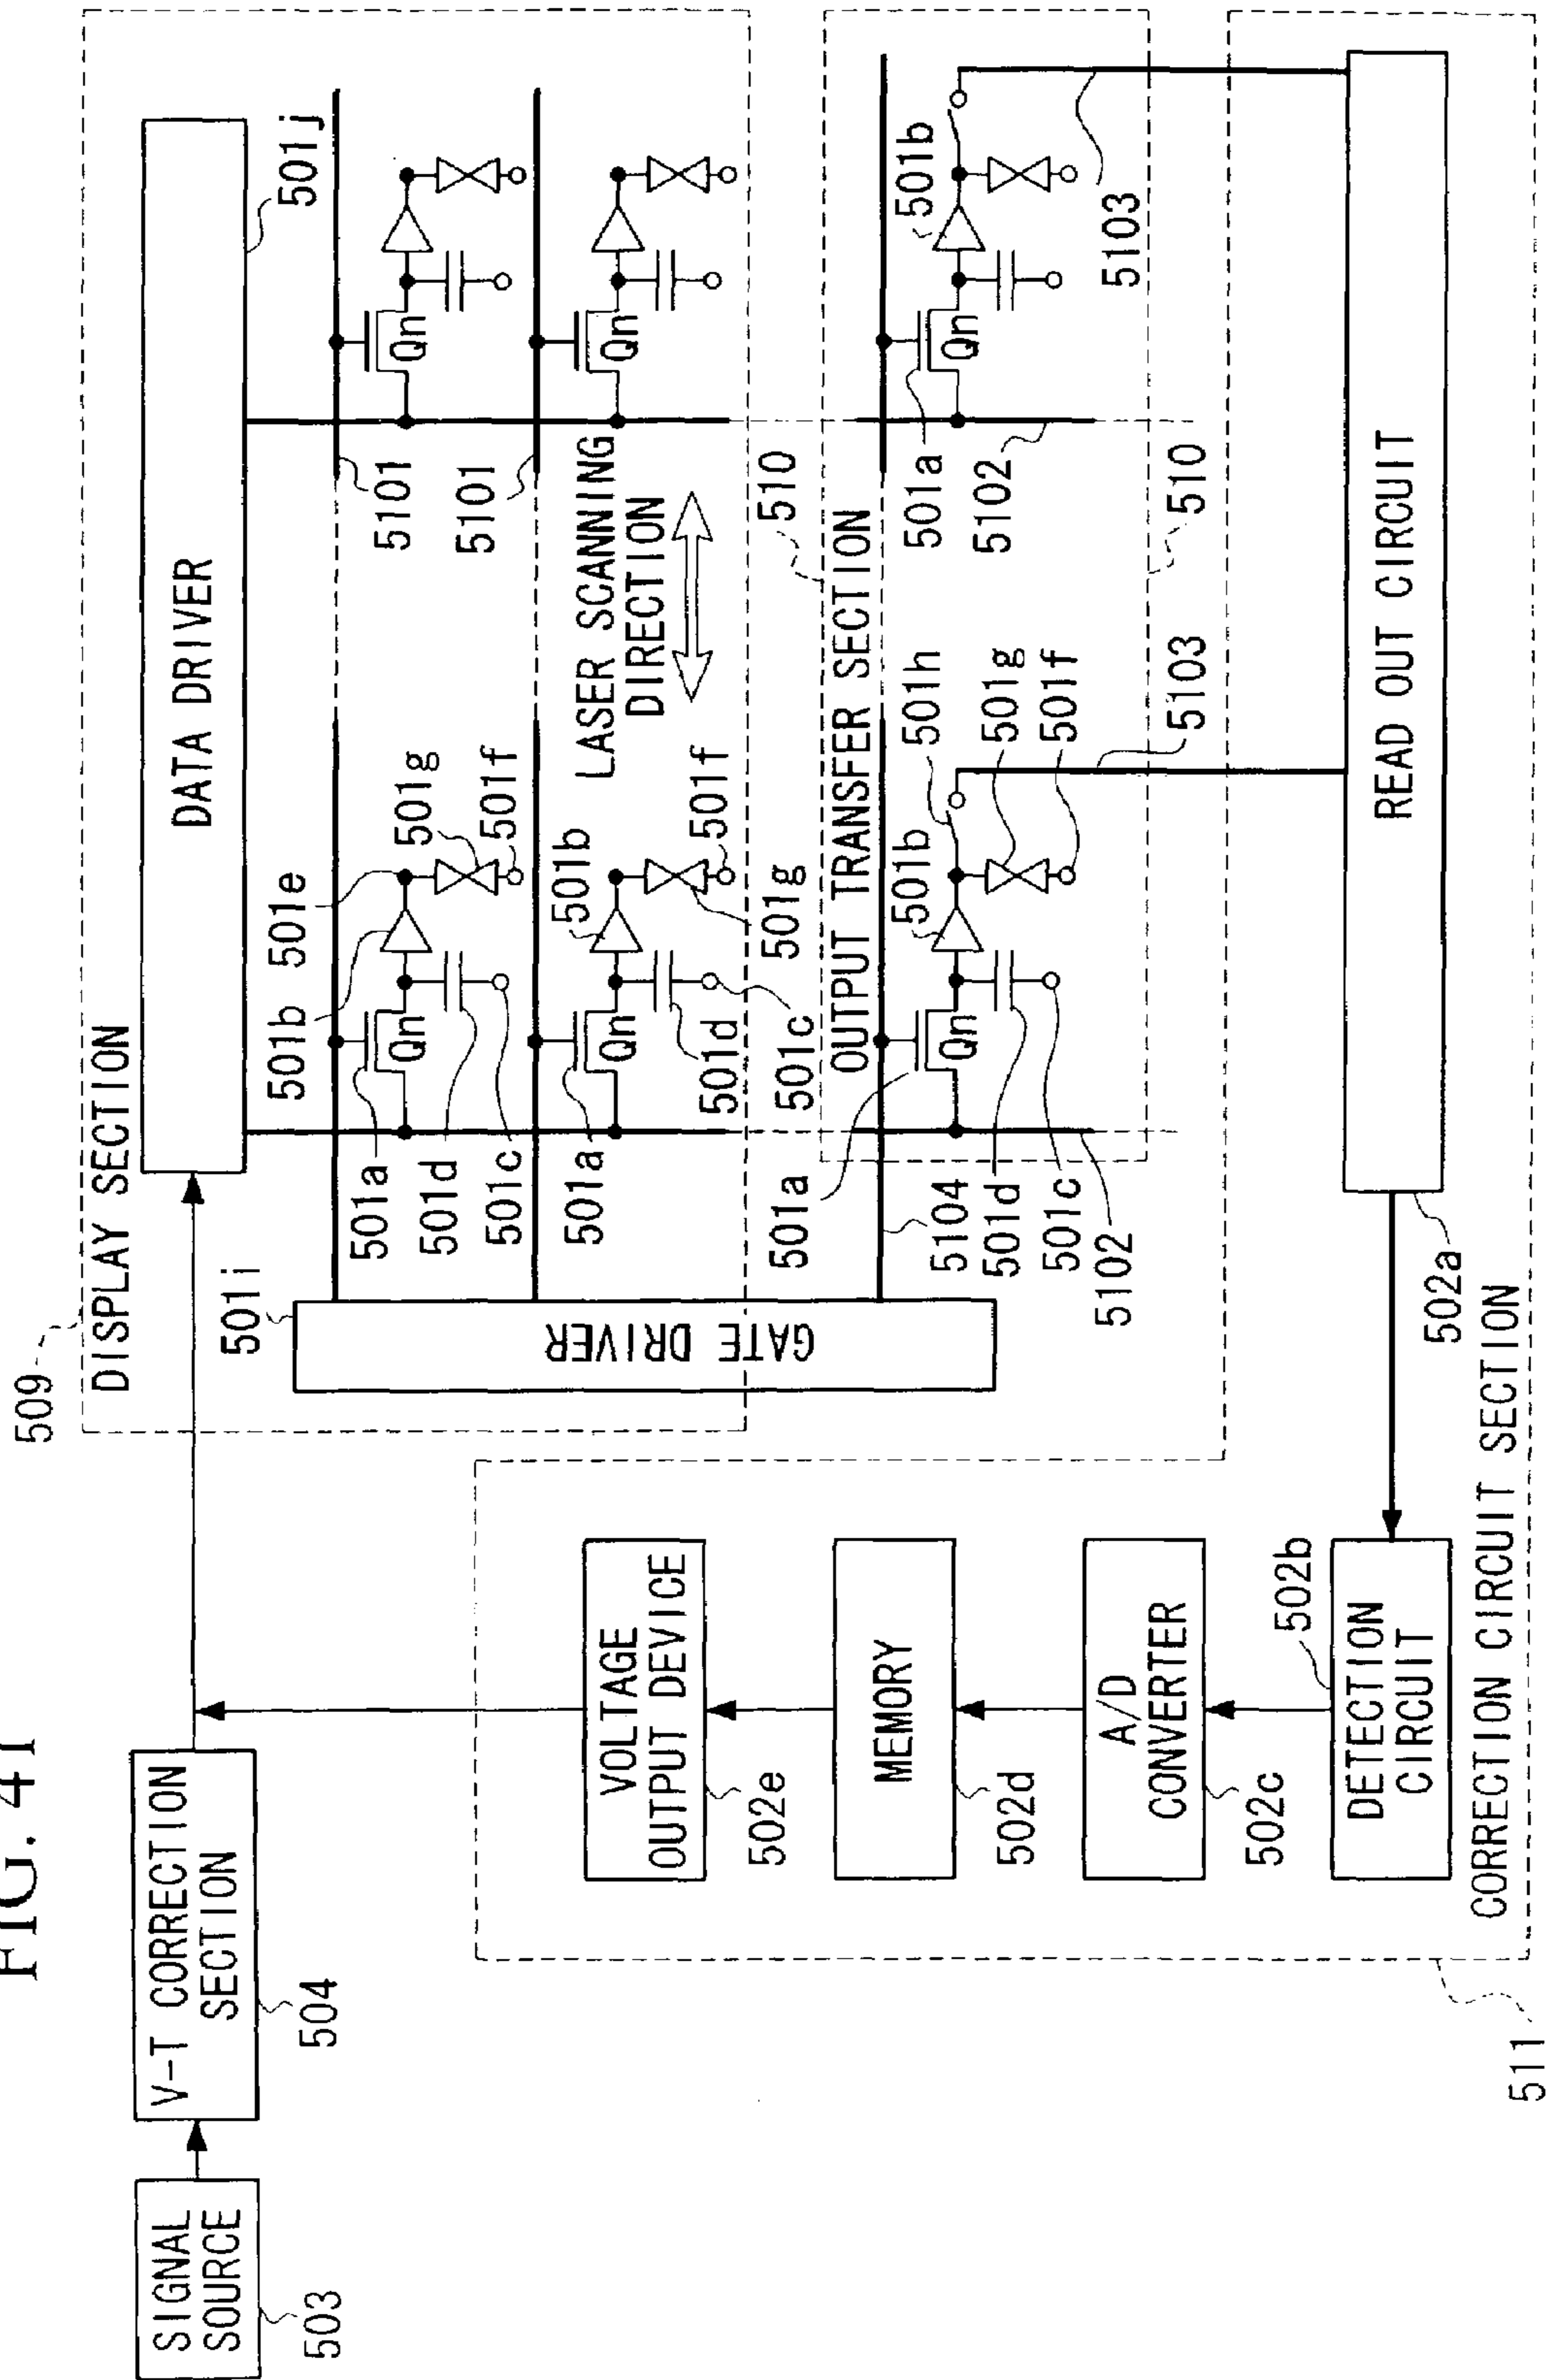 FIG. 41
509
DISPLAY SECTION
SIGNAL
SOURCE
503
V-T CORRECTION
SECTION
504
DATA DRIVER
501j
501i
GATE DRIVER
501b
501e
501g
501f
501a
Qn
501d
501c
5101
Qn
501b
501a
Qn
501d
501c
501g
501f
5101
Qn
LASER SCANNING
DIRECTION
510
OUTPUT TRANSFER SECTION
501a
Qn
501b
501h
501g
501f
5104
501d
501c
5102
5103
501a
Qn
501b
5102
5103
510
VOLTAGE
OUTPUT DEVICE
502e
MEMORY
502d
A/D
CONVERTER
502c
DETECTION
CIRCUIT
502b
READ OUT CIRCUIT
502a
CORRECTION CIRCUIT SECTION
511